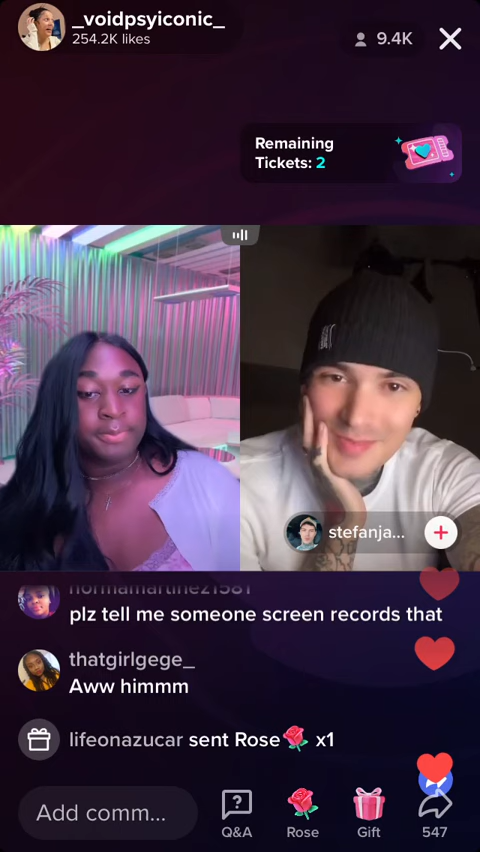 _voidpsyiconic_
254.2K likes
9.4K
Remaining
Tickets: 2
stefanja...
normamartinez1581
plz tell me someone screen records that
thatgirlgege_
Aww himmm
lifeonazucar sent Rose x1
Add comm...
Q&A
Rose
Gift
547